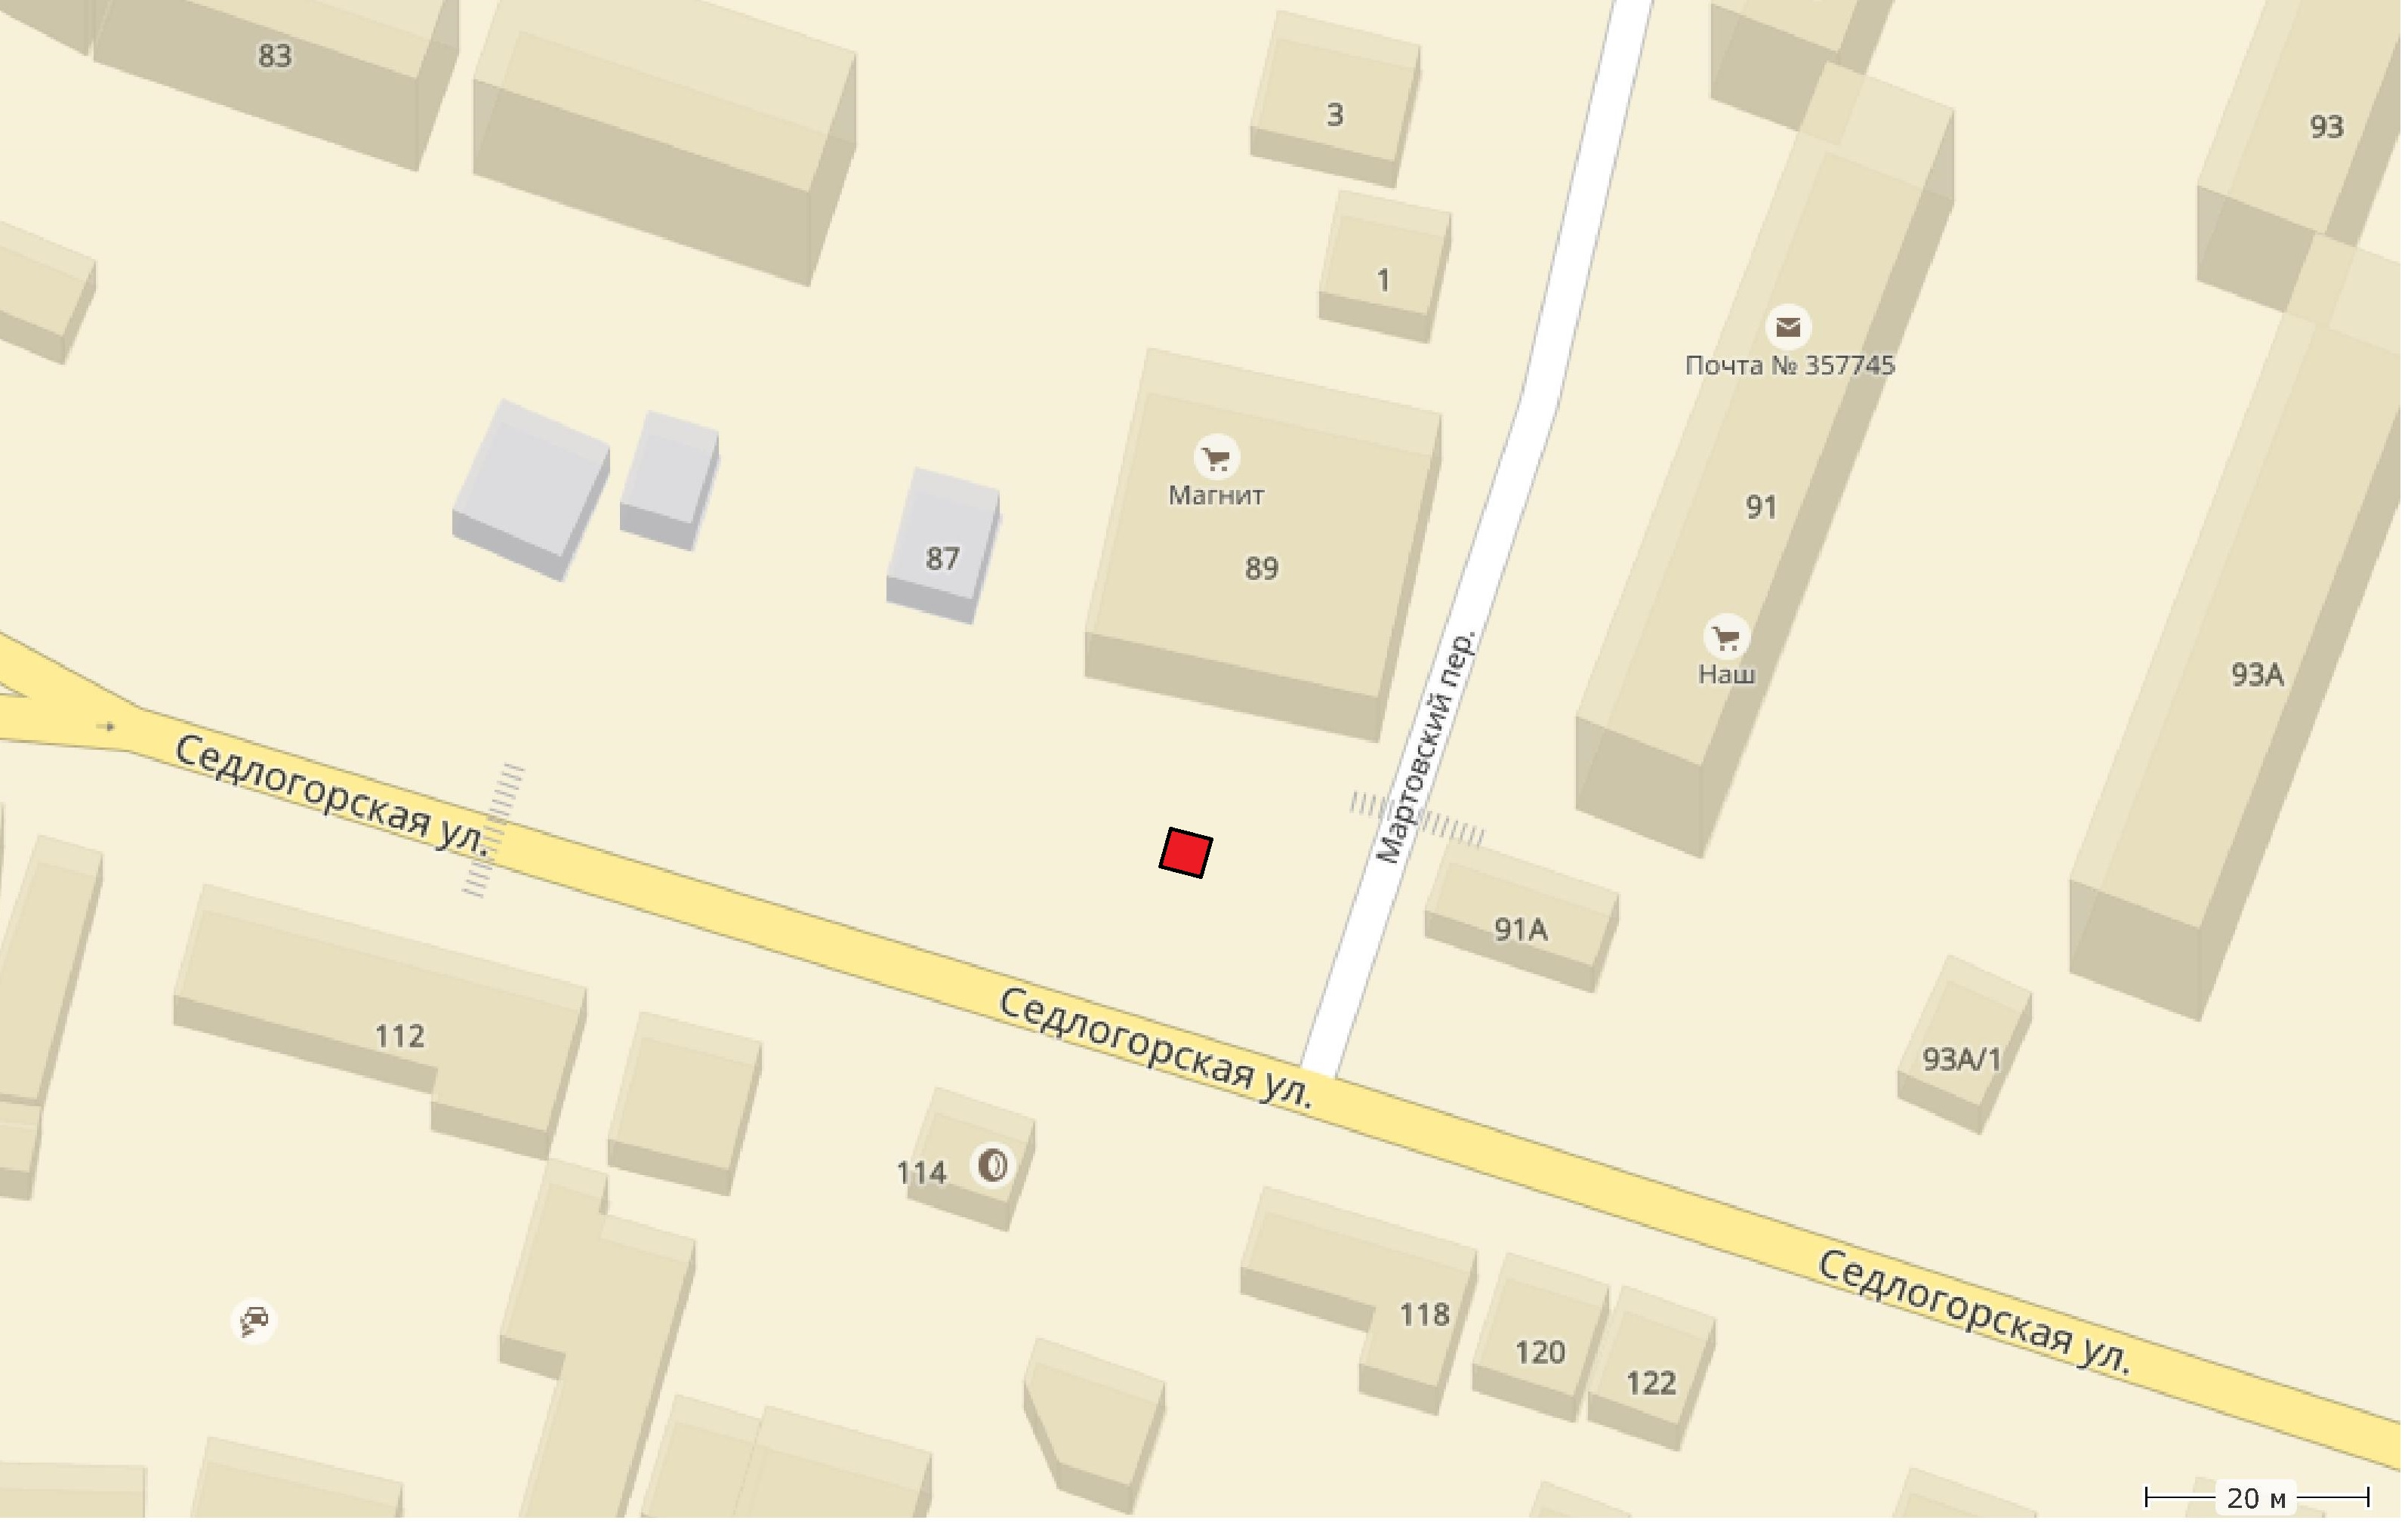 83
3
93
1
Почта № 357745
Магнит
91
87
89
Наш
93А
Мартовский пер.
Седлогорская ул.
91А
112
Седлогорская ул.
93А/1
114
118
Седлогорская ул.
120
122
20 м